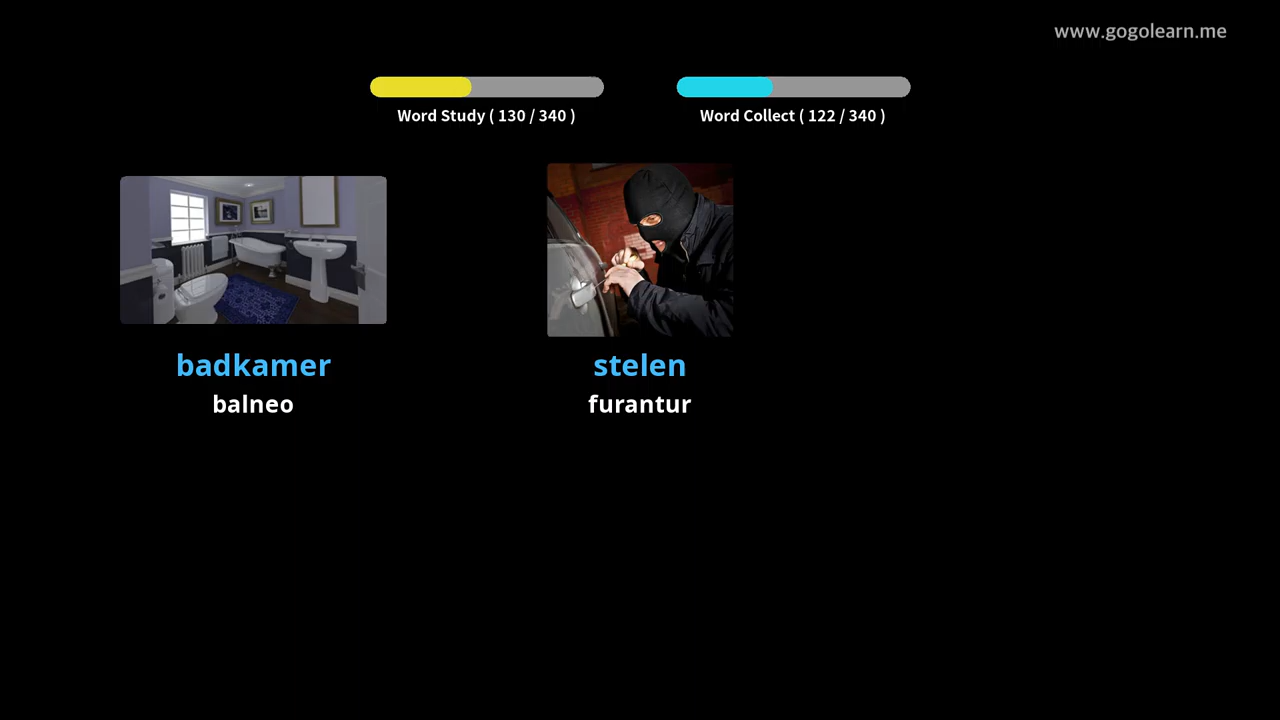 www.gogolearn.me
Word Study ( 130 / 340 )
Word Collect ( 122 / 340 )
badkamer
balneo
stelen
furantur